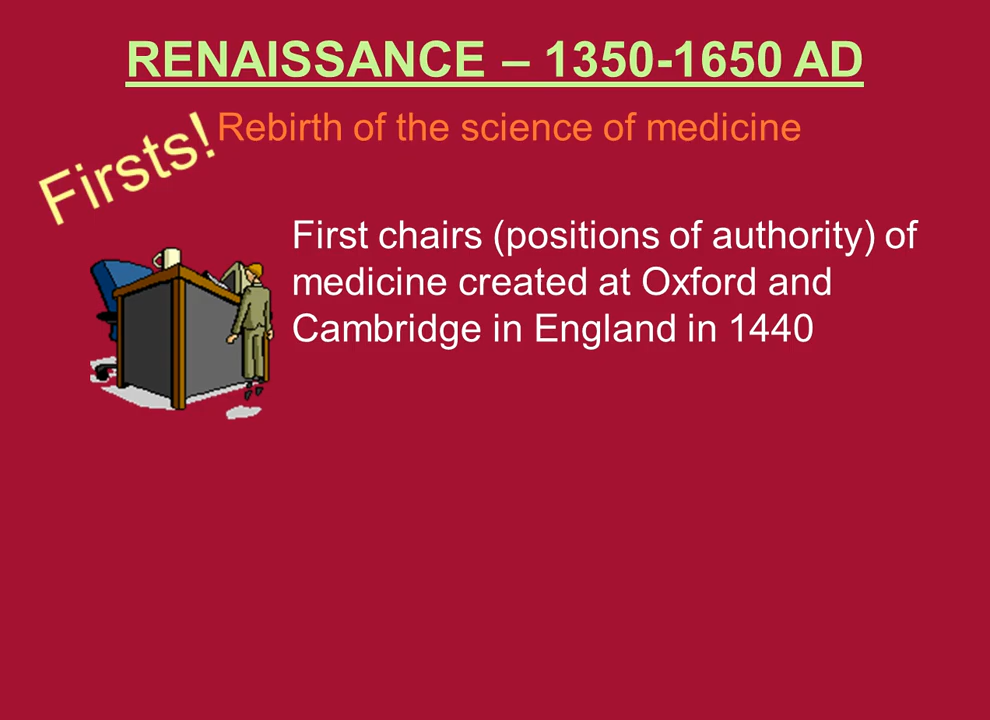 RENAISSANCE – 1350-1650 AD
Rebirth of the science of medicine
Firsts!
First chairs (positions of authority) of
medicine created at Oxford and
Cambridge in England in 1440